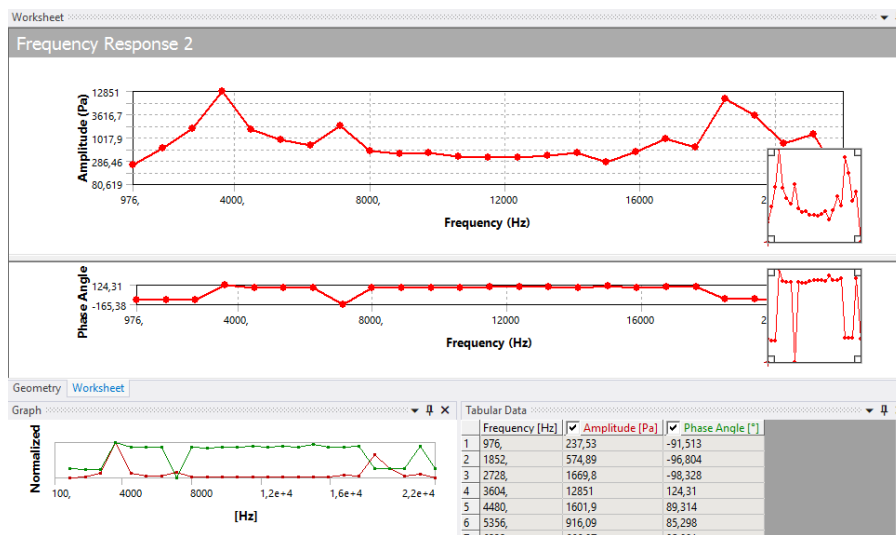 Worksheet
Frequency Response 2
Amplitude (Pa)
12851
3616,7
1017,9
286,46
80,619
976,
4000,
8000,
12000
16000
2
Frequency (Hz)
Phase Angle
124,31
-165,38
976,
4000,
8000,
12000
16000
2
Frequency (Hz)
Geometry Worksheet
Graph
Normalized
100,
4000
8000
1,2e+4
1,6e+4
2,2e+4
[Hz]
Tabular Data
Frequency [Hz] Amplitude [Pa] Phase Angle [°]
1 976, 237,53 -91,513
2 1852, 574,89 -96,804
3 2728, 1669,8 -98,328
4 3604, 12851 124,31
5 4480, 1601,9 89,314
6 5356, 916,09 85,298